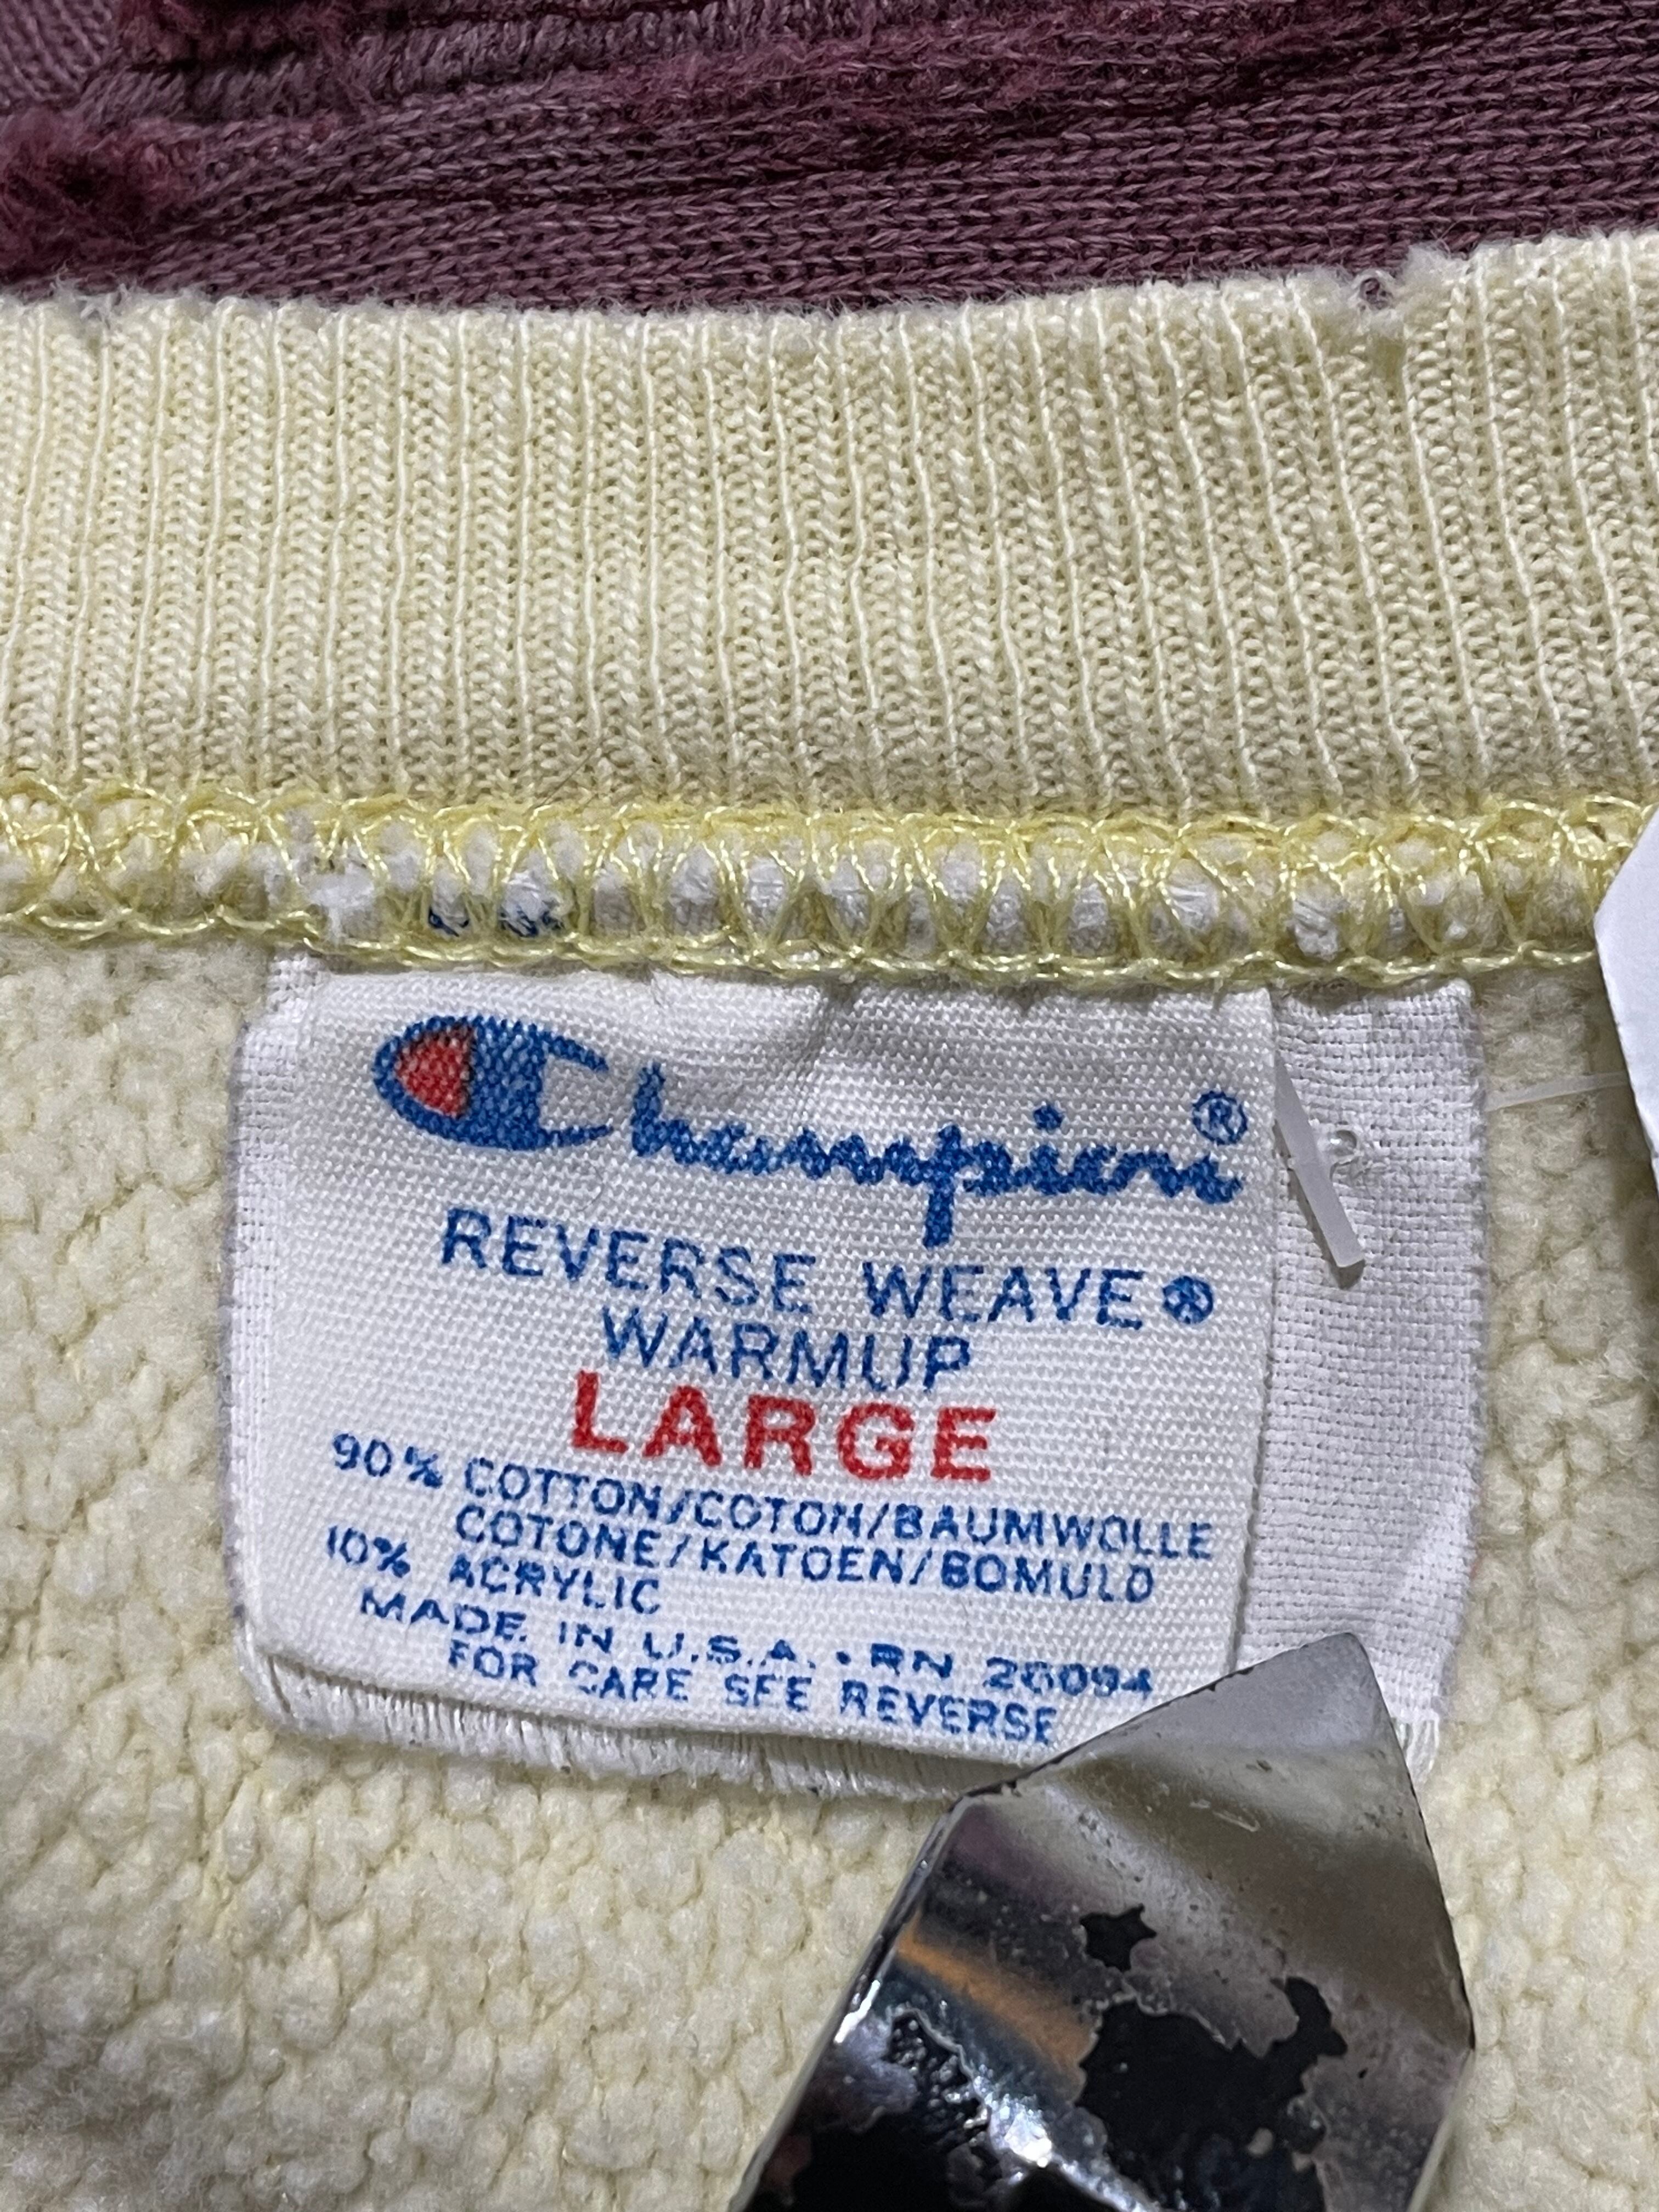 Champion®
REVERSE WEAVE®
WARMUP
LARGE
90% COTTON/COTON/BAUMWOLLE
COTONE/KATOEN/BOMULD
10% ACRYLIC
MADE IN U.S.A. • RN 26094
FOR CARE SEE REVERSE